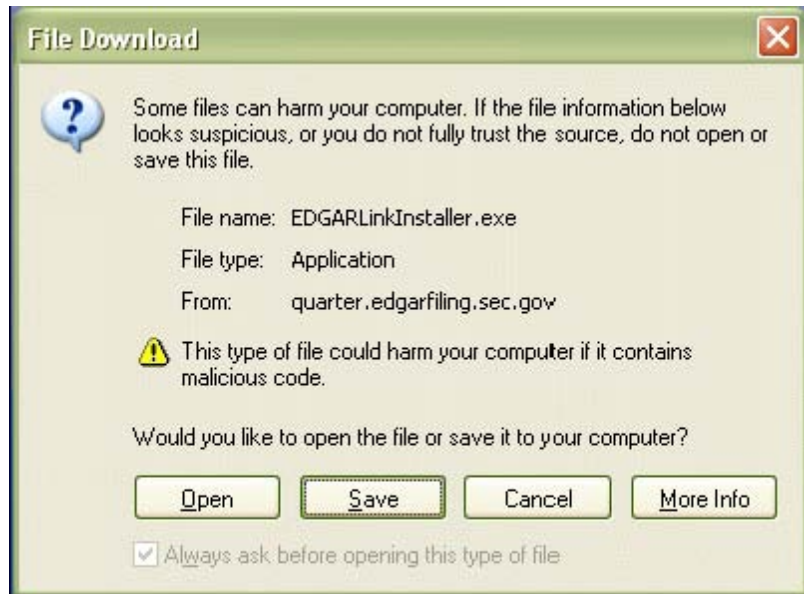 File Download
Some files can harm your computer. If the file information below
looks suspicious, or you do not fully trust the source, do not open or
save this file.
File name: EDGARLinkInstaller.exe
File type: Application
From: quarter.edgarfiling.sec.gov
This type of file could harm your computer if it contains
malicious code.
Would you like to open the file or save it to your computer?
Open Save Cancel More Info
Always ask before opening this type of file